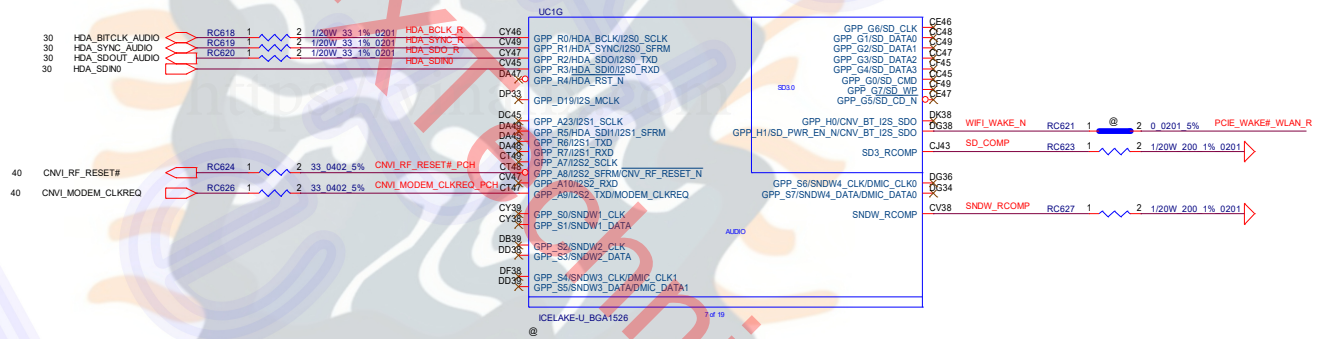 UC1G
30 HDA_BITCLK_AUDIO RC618 1 2 1/20W_33_1%_0201 HDA_BCLK_R CY46 GPP_R0/HDA_BCLK/I2S0_SCLK
30 HDA_SYNC_AUDIO RC619 1 2 1/20W_33_1%_0201 HDA_SYNC_R CV49 GPP_R1/HDA_SYNC/I2S0_SFRM
30 HDA_SDOUT_AUDIO RC620 1 2 1/20W_33_1%_0201 HDA_SDO_R CY47 GPP_R2/HDA_SDO/I2S0_TXD
30 HDA_SDIN0 HDA_SDIN0 CV45 GPP_R3/HDA_SDI0/I2S0_RXD
DA47 GPP_R4/HDA_RST_N
DP33 GPP_D19/I2S_MCLK
DC45 GPP_A23/I2S1_SCLK
DA49 GPP_R5/HDA_SDI1/I2S1_SFRM
DA45 GPP_R6/I2S1_TXD
DA48 GPP_R7/I2S1_RXD
CT49 GPP_A7/I2S2_SCLK
40 CNVI_RF_RESET# RC624 1 2 33_0402_5% CNVI_RF_RESET#_PCH CT48 GPP_A8/I2S2_SFRM/CNV_RF_RESET_N
CV47 GPP_A10/I2S2_RXD
40 CNVI_MODEM_CLKREQ RC626 1 2 33_0402_5% CNVI_MODEM_CLKREQ_PCH CT47 GPP_A9/I2S2_TXD/MODEM_CLKREQ
CY39 GPP_S0/SNDW1_CLK
CY38 GPP_S1/SNDW1_DATA
DB39 GPP_S2/SNDW2_CLK
DD38 GPP_S3/SNDW2_DATA
DF38 GPP_S4/SNDW3_CLK/DMIC_CLK1
DD39 GPP_S5/SNDW3_DATA/DMIC_DATA1
GPP_G6/SD_CLK CE46
GPP_G1/SD_DATA0 CC48
GPP_G2/SD_DATA1 CC49
GPP_G3/SD_DATA2 CC47
GPP_G4/SD_DATA3 CF45
GPP_G0/SD_CMD CC45
GPP_G7/SD_WP CF49
GPP_G5/SD_CD_N CE47
SD3.0
GPP_H0/CNV_BT_I2S_SDO DK38
GPP_H1/SD_PWR_EN_N/CNV_BT_I2S_SDO DG38 WIFI_WAKE_N RC621 1 @ 2 0_0201_5% PCIE_WAKE#_WLAN_R
SD3_RCOMP CJ43 SD_COMP RC623 1 2 1/20W_200_1%_0201
GPP_S6/SNDW4_CLK/DMIC_CLK0 DG36
GPP_S7/SNDW4_DATA/DMIC_DATA0 DG34
SNDW_RCOMP CV38 SNDW_RCOMP RC627 1 2 1/20W_200_1%_0201
AUDIO
ICELAKE-U_BGA1526
7 of 19
@